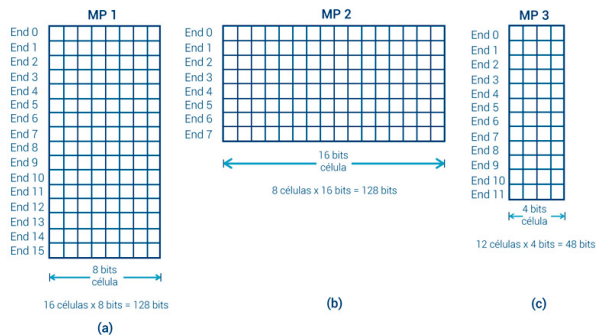 MP 1
End 0
End 1
End 2
End 3
End 4
End 5
End 6
End 7
End 8
End 9
End 10
End 11
End 12
End 13
End 14
End 15
8 bits
célula
16 células x 8 bits = 128 bits
(a)
MP 2
End 0
End 1
End 2
End 3
End 4
End 5
End 6
End 7
16 bits
célula
8 células x 16 bits = 128 bits
(b)
MP 3
End 0
End 1
End 2
End 3
End 4
End 5
End 6
End 7
End 8
End 9
End 10
End 11
4 bits
célula
12 células x 4 bits = 48 bits
(c)